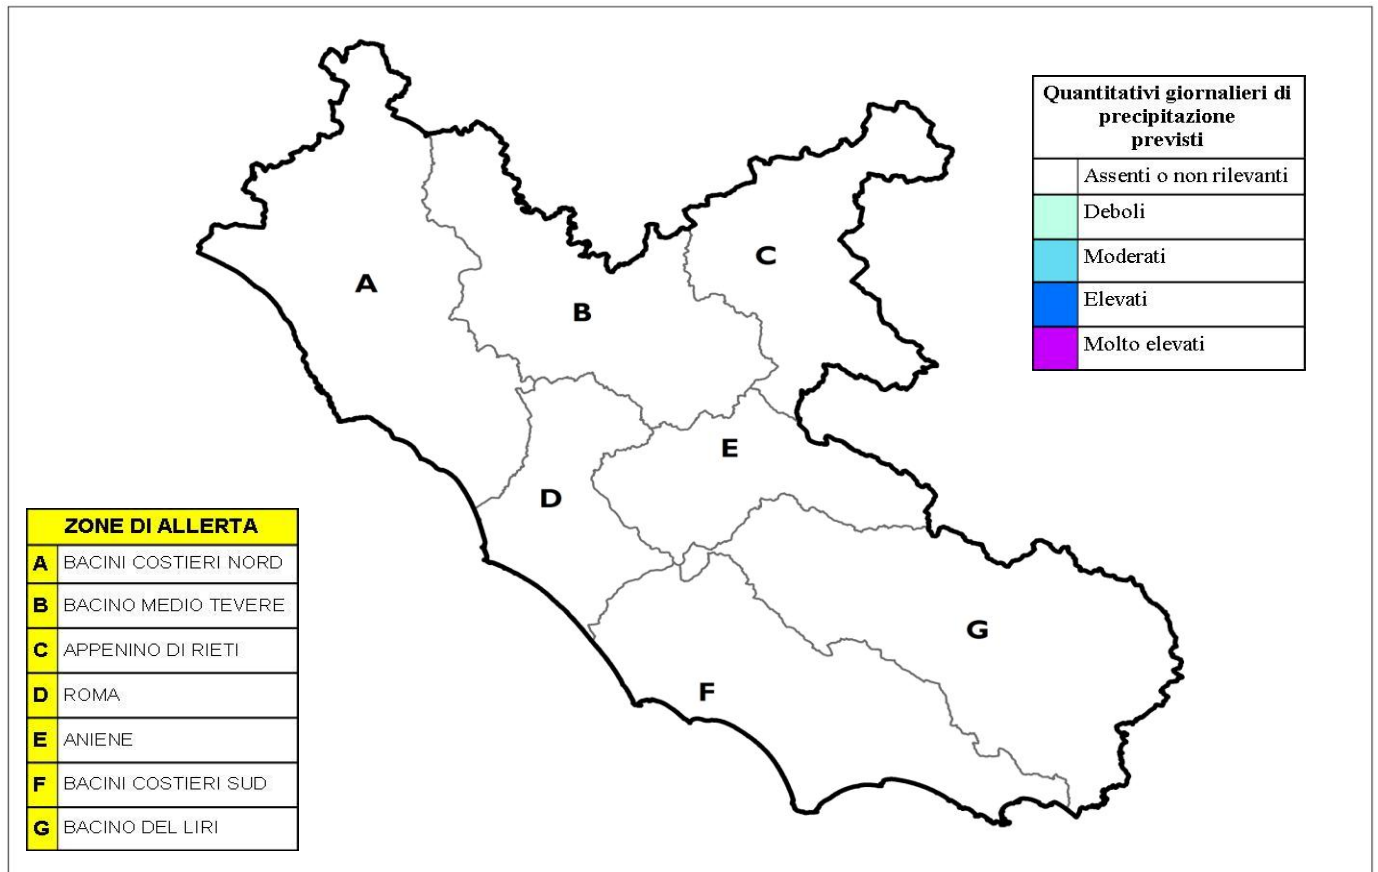 Quantitativi giornalieri di
precipitazione
previsti
Assenti o non rilevanti
Deboli
Moderati
Elevati
Molto elevati
A
B
C
D
E
F
G
ZONE DI ALLERTA
A BACINI COSTIERI NORD
B BACINO MEDIO TEVERE
C APPENINO DI RIETI
D ROMA
E ANIENE
F BACINI COSTIERI SUD
G BACINO DEL LIRI